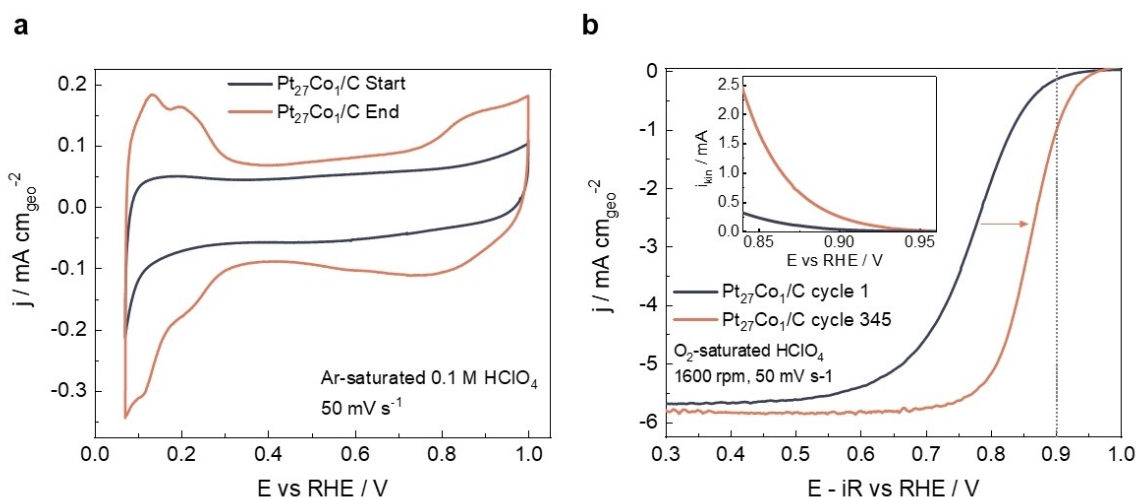 a
0.2
0.1
0.0
-0.1
-0.2
-0.3
j / mA cm_geo^-2
Pt27Co1/C Start
Pt27Co1/C End
Ar-saturated 0.1 M HClO4
50 mV s^-1
0.0 0.2 0.4 0.6 0.8 1.0
E vs RHE / V
b
0
-1
-2
-3
-4
-5
-6
j / mA cm_geo^-2
2.5
2.0
1.5
1.0
0.5
0.0
i_kin / mA
0.85 0.90 0.95
E vs RHE / V
Pt27Co1/C cycle 1
Pt27Co1/C cycle 345
O2-saturated HClO4
1600 rpm, 50 mV s-1
0.3 0.4 0.5 0.6 0.7 0.8 0.9 1.0
E - iR vs RHE / V